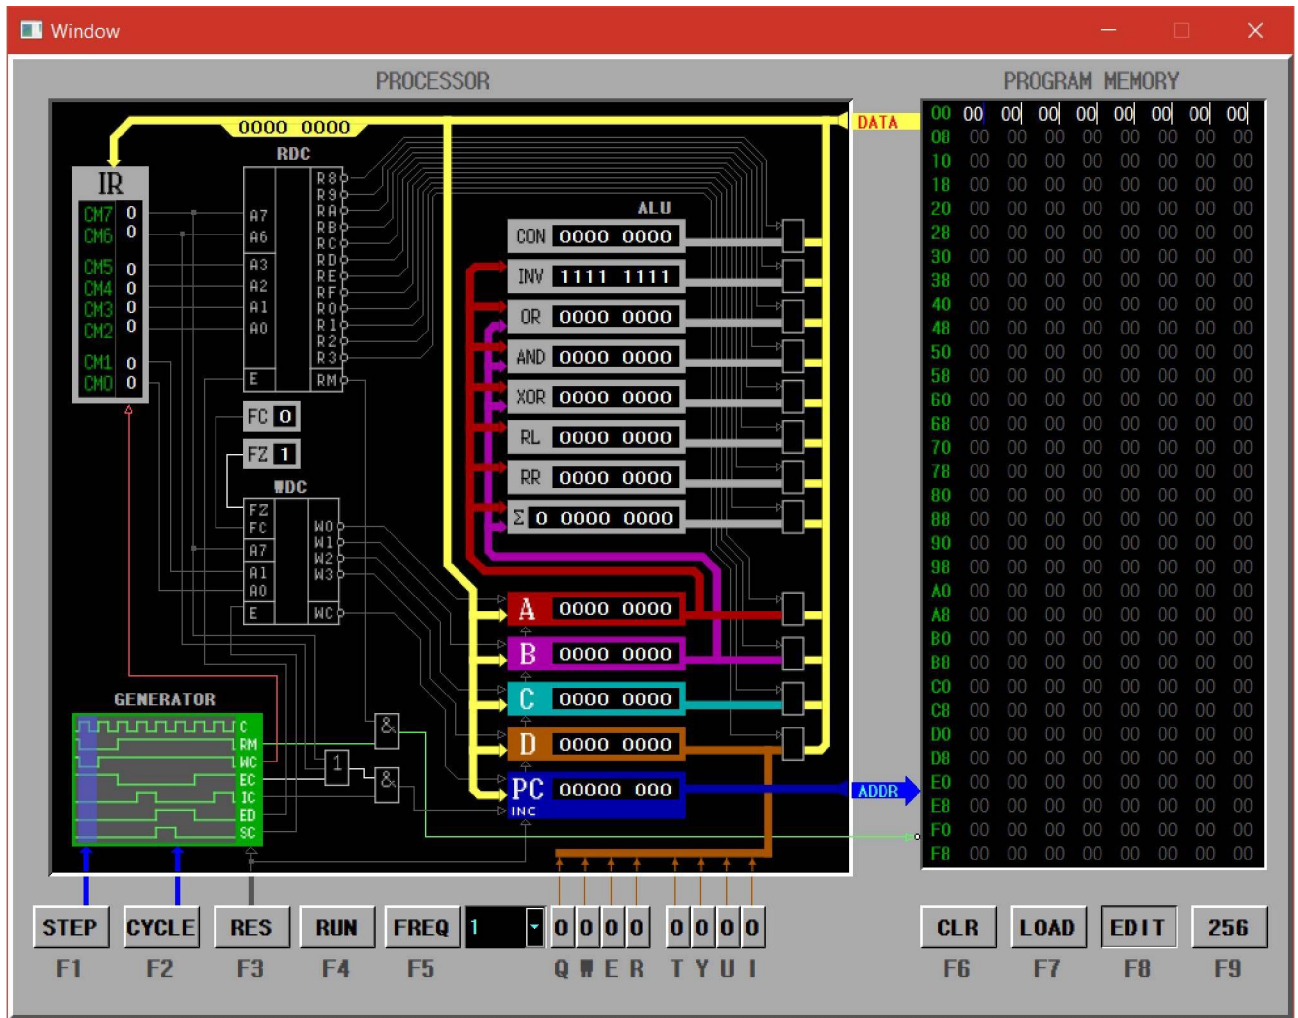 Window
PROCESSOR
PROGRAM MEMORY
0000 0000
DATA
RDC
IR
CM7 0
CM6 0
CM5 0
CM4 0
CM3 0
CM2 0
CM1 0
CM0 0
A7
A6
A3
A2
A1
A0
E
R8
R9
RA
RB
RC
RD
RE
RF
R0
R1
R2
R3
RM
FC 0
FZ 1
WDC
FZ
FC
A7
A1
A0
E
W0
W1
W2
W3
WC
ALU
CON 0000 0000
INV 1111 1111
OR 0000 0000
AND 0000 0000
XOR 0000 0000
RL 0000 0000
RR 0000 0000
Σ 0 0000 0000
A 0000 0000
B 0000 0000
C 0000 0000
D 0000 0000
PC 00000 000
INC
ADDR
GENERATOR
C
RM
WC
EC
IC
ED
SC
&
1
&
00 00 00 00 00 00 00 00 00
08 00 00 00 00 00 00 00 00
10 00 00 00 00 00 00 00 00
18 00 00 00 00 00 00 00 00
20 00 00 00 00 00 00 00 00
28 00 00 00 00 00 00 00 00
30 00 00 00 00 00 00 00 00
38 00 00 00 00 00 00 00 00
40 00 00 00 00 00 00 00 00
48 00 00 00 00 00 00 00 00
50 00 00 00 00 00 00 00 00
58 00 00 00 00 00 00 00 00
60 00 00 00 00 00 00 00 00
68 00 00 00 00 00 00 00 00
70 00 00 00 00 00 00 00 00
78 00 00 00 00 00 00 00 00
80 00 00 00 00 00 00 00 00
88 00 00 00 00 00 00 00 00
90 00 00 00 00 00 00 00 00
98 00 00 00 00 00 00 00 00
A0 00 00 00 00 00 00 00 00
A8 00 00 00 00 00 00 00 00
B0 00 00 00 00 00 00 00 00
B8 00 00 00 00 00 00 00 00
C0 00 00 00 00 00 00 00 00
C8 00 00 00 00 00 00 00 00
D0 00 00 00 00 00 00 00 00
D8 00 00 00 00 00 00 00 00
E0 00 00 00 00 00 00 00 00
E8 00 00 00 00 00 00 00 00
F0 00 00 00 00 00 00 00 00
F8 00 00 00 00 00 00 00 00
STEP CYCLE RES RUN FREQ 1 0 0 0 0 0 0 0 0 CLR LOAD EDIT 256
F1 F2 F3 F4 F5 Q W E R T Y U I F6 F7 F8 F9